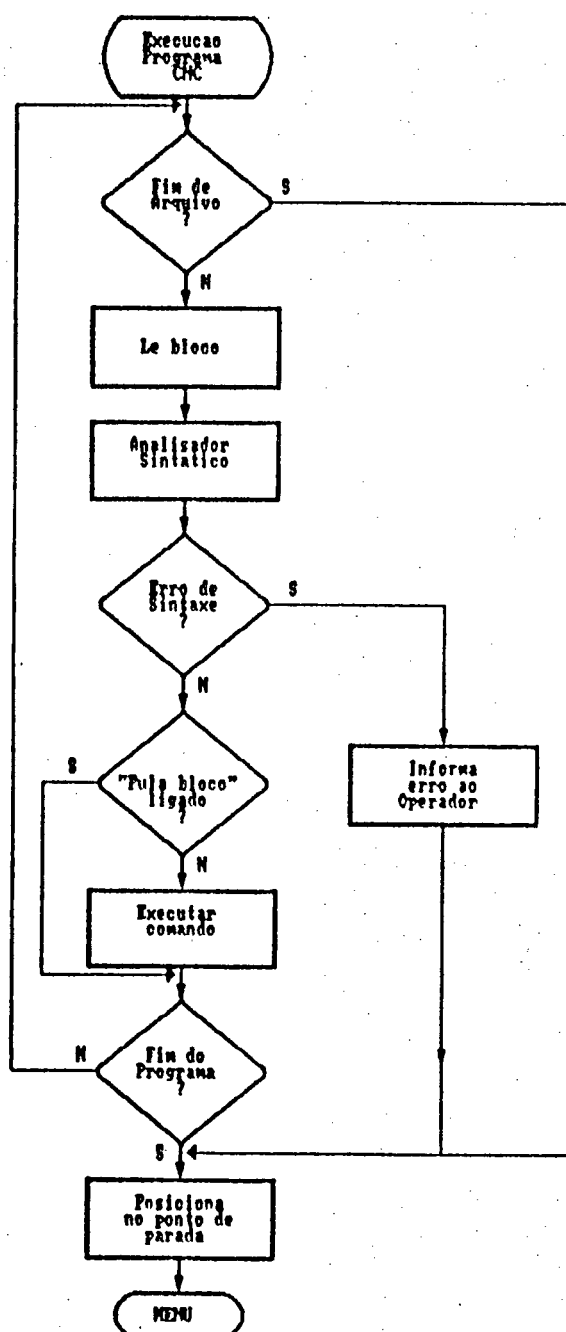 Execucao
Programa
CNC
Fim de
Arquivo
?
S
N
Le bloco
Analisador
Sintatico
Erro de
Sintaxe
?
S
N
S
"Pula bloco"
ligado
?
Informa
erro ao
Operador
N
Executar
comando
N
Fim do
Programa
?
S
Posiciona
no ponto de
parada
MENU